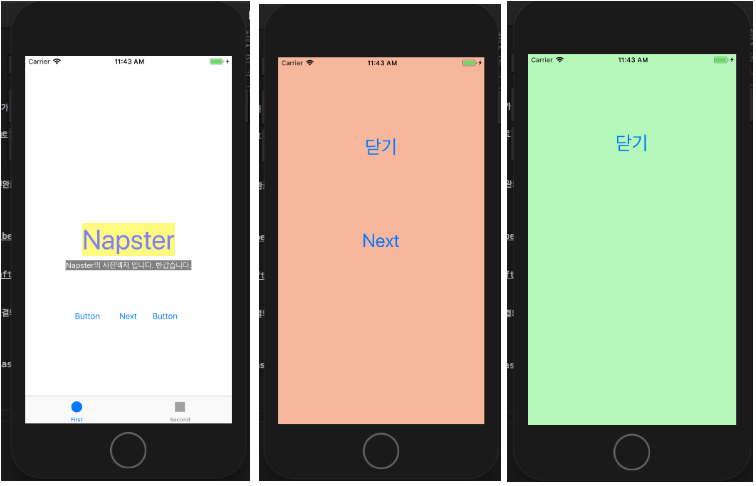 Carrier 11:43 AM
Napster
Napster의 사진액자 입니다. 반갑습니다.
Button Next Button
First Second
Carrier 11:43 AM
닫기
Next
Carrier 11:43 AM
닫기